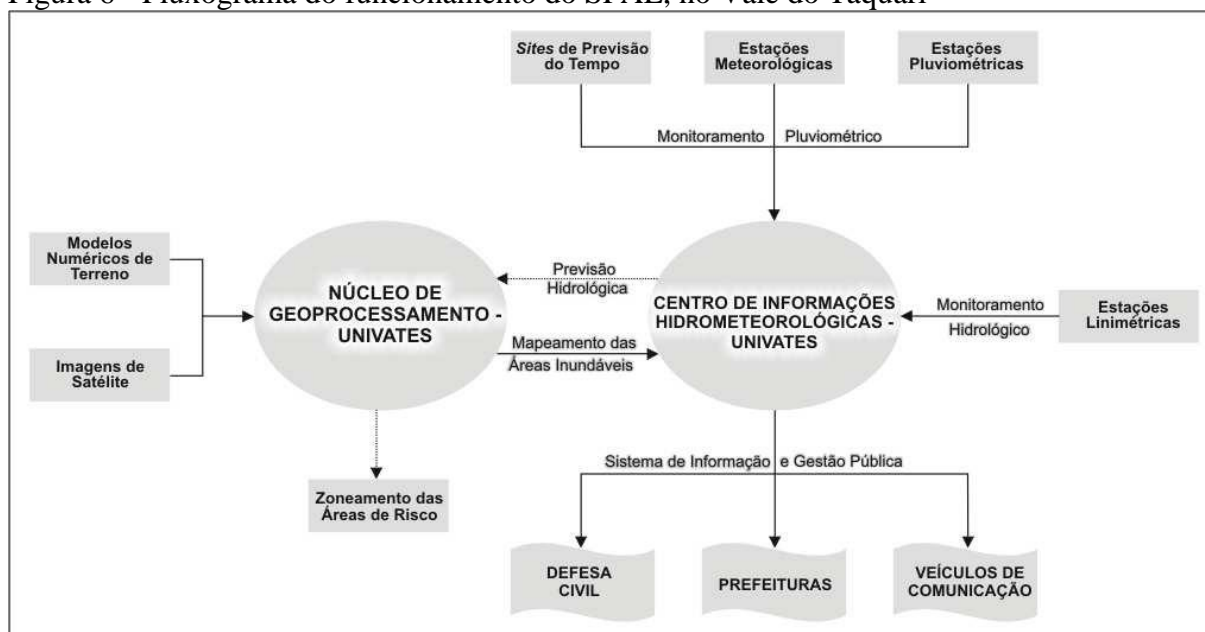 Figura 6 - Fluxograma do funcionamento do SPAE, no Vale do Taquari
Sites de Previsão
do Tempo
Estações
Meteorológicas
Estações
Pluviométricas
Monitoramento Pluviométrico
Modelos
Numéricos de
Terreno
Imagens de
Satélite
NÚCLEO DE
GEOPROCESSAMENTO -
UNIVATES
Previsão
Hidrológica
Mapeamento das
Áreas Inundáveis
CENTRO DE INFORMAÇÕES
HIDROMETEOROLÓGICAS -
UNIVATES
Monitoramento
Hidrológico
Estações
Linimétricas
Zoneamento das
Áreas de Risco
Sistema de Informação e Gestão Pública
DEFESA
CIVIL
PREFEITURAS
VEÍCULOS DE
COMUNICAÇÃO